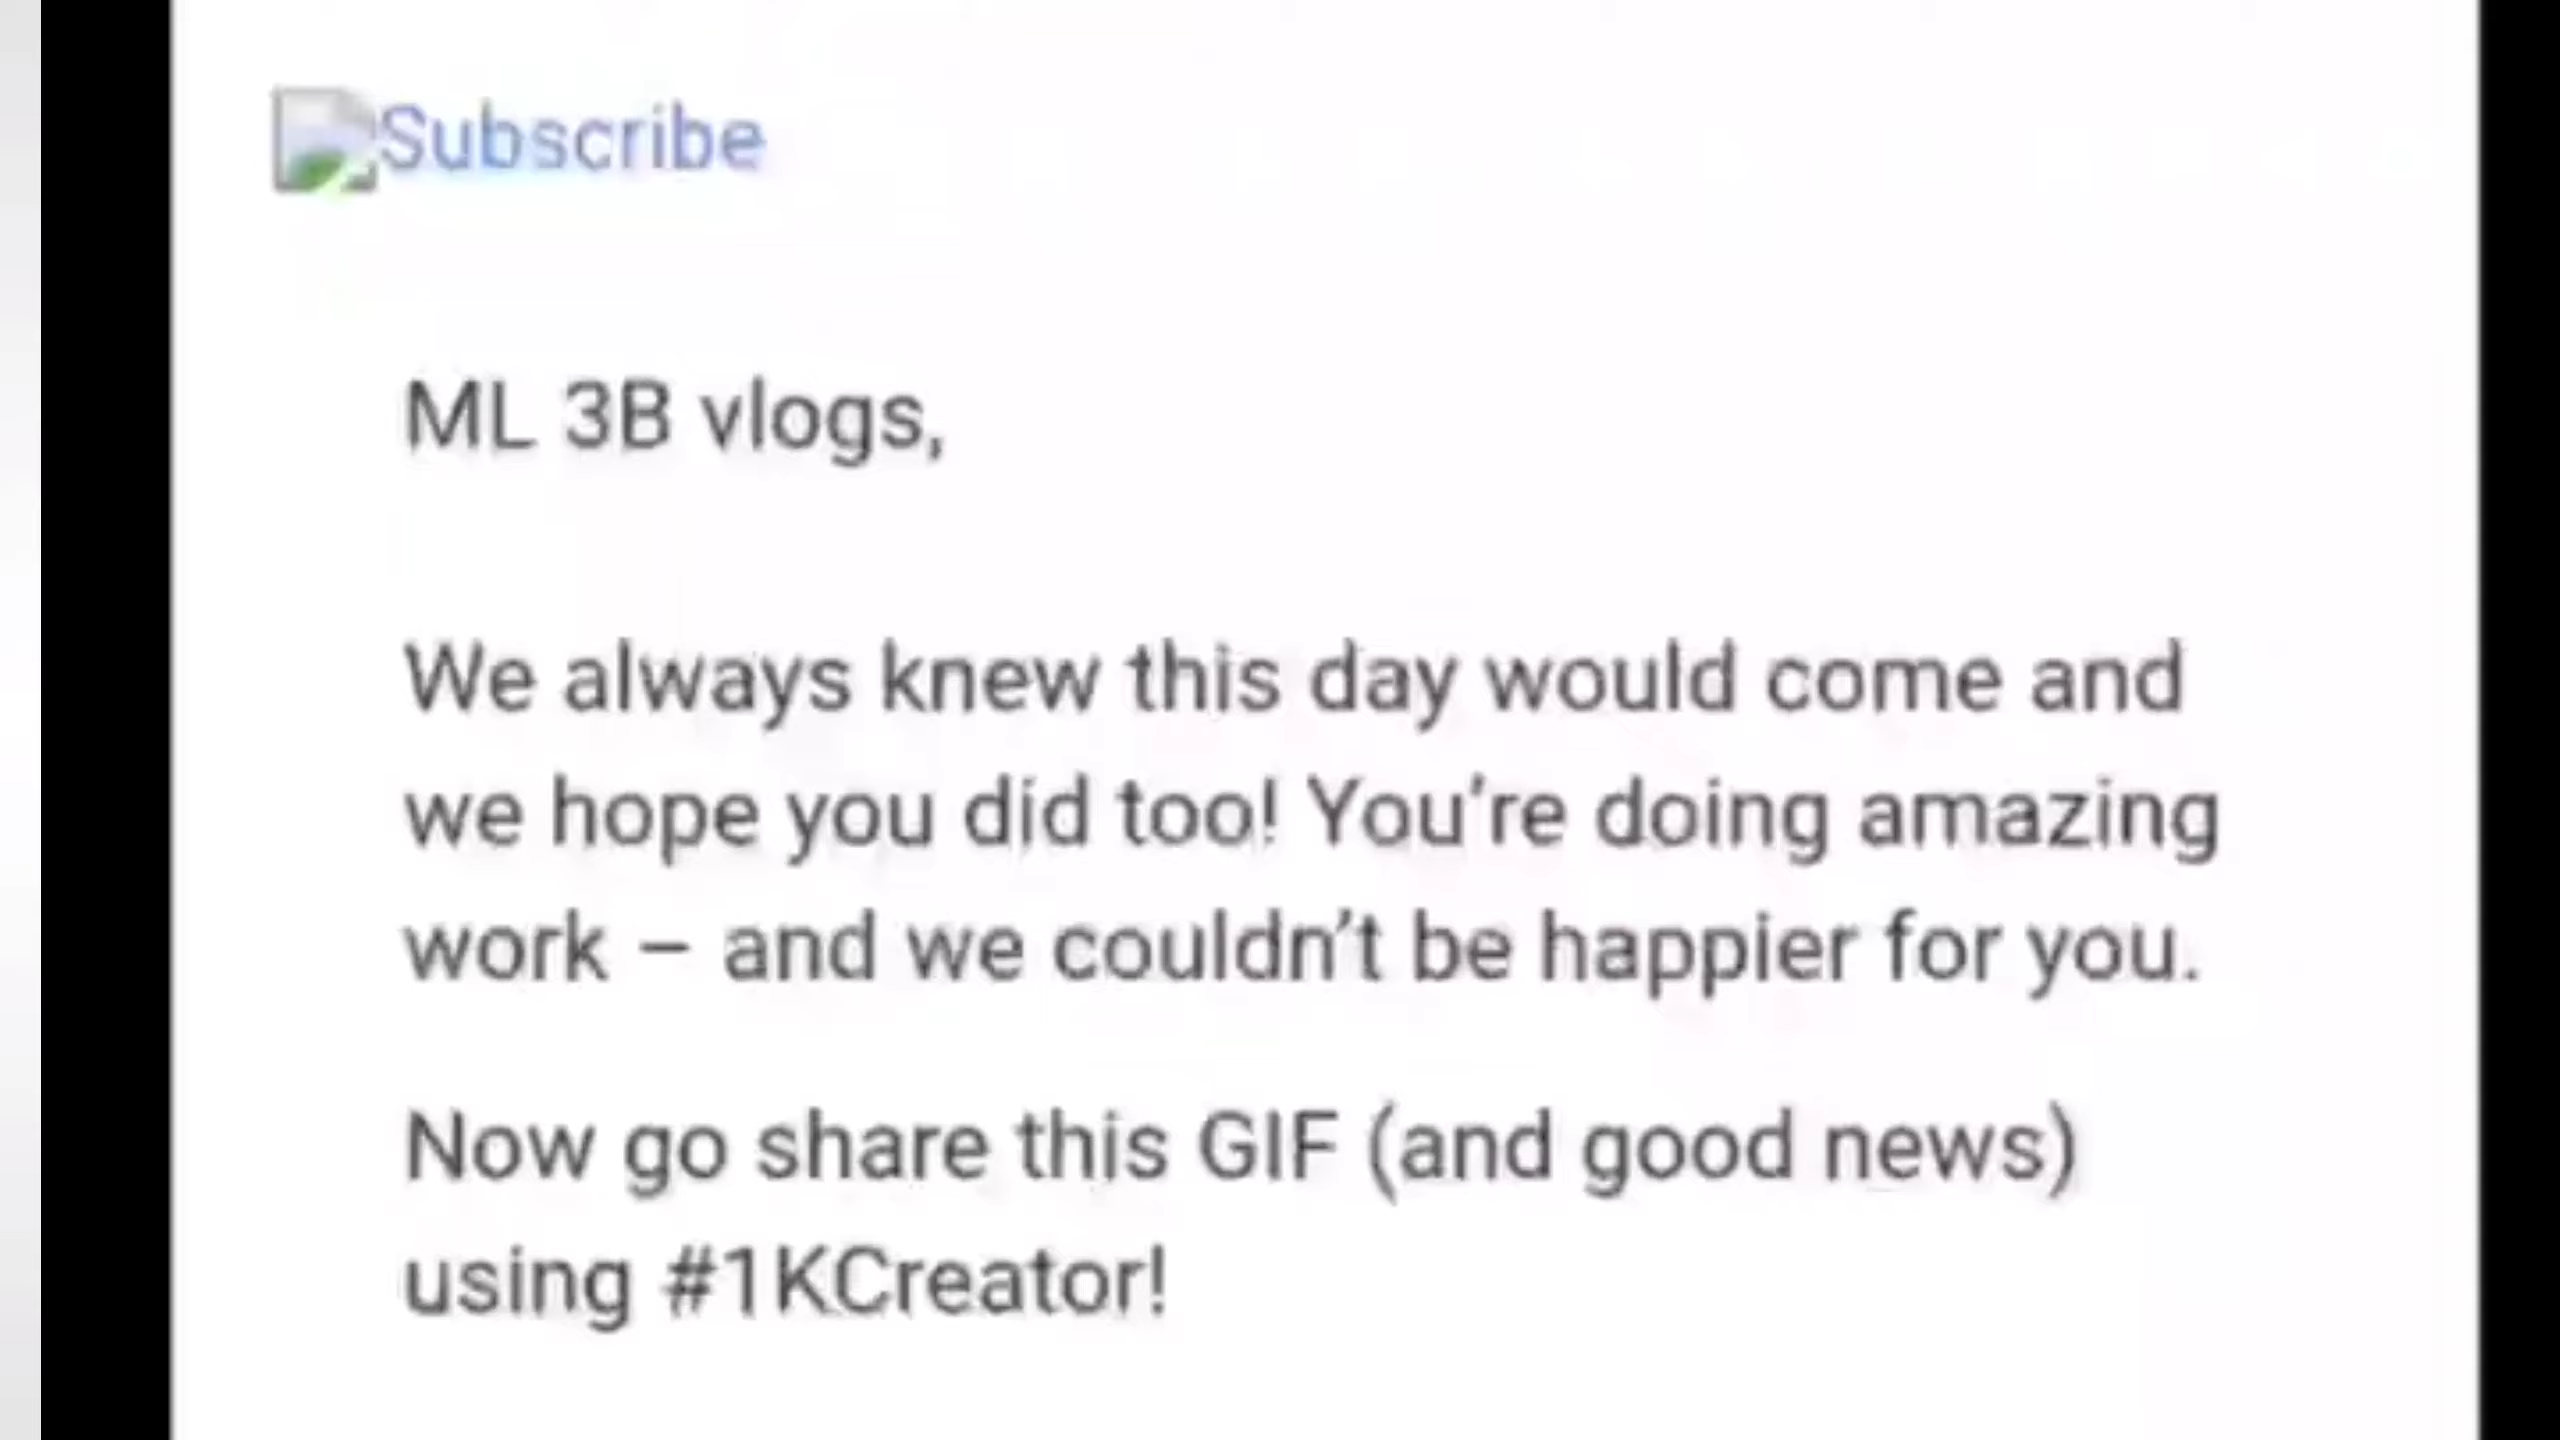 Subscribe
ML 3B vlogs,
We always knew this day would come and
we hope you did too! You’re doing amazing
work – and we couldn’t be happier for you.
Now go share this GIF (and good news)
using #1KCreator!